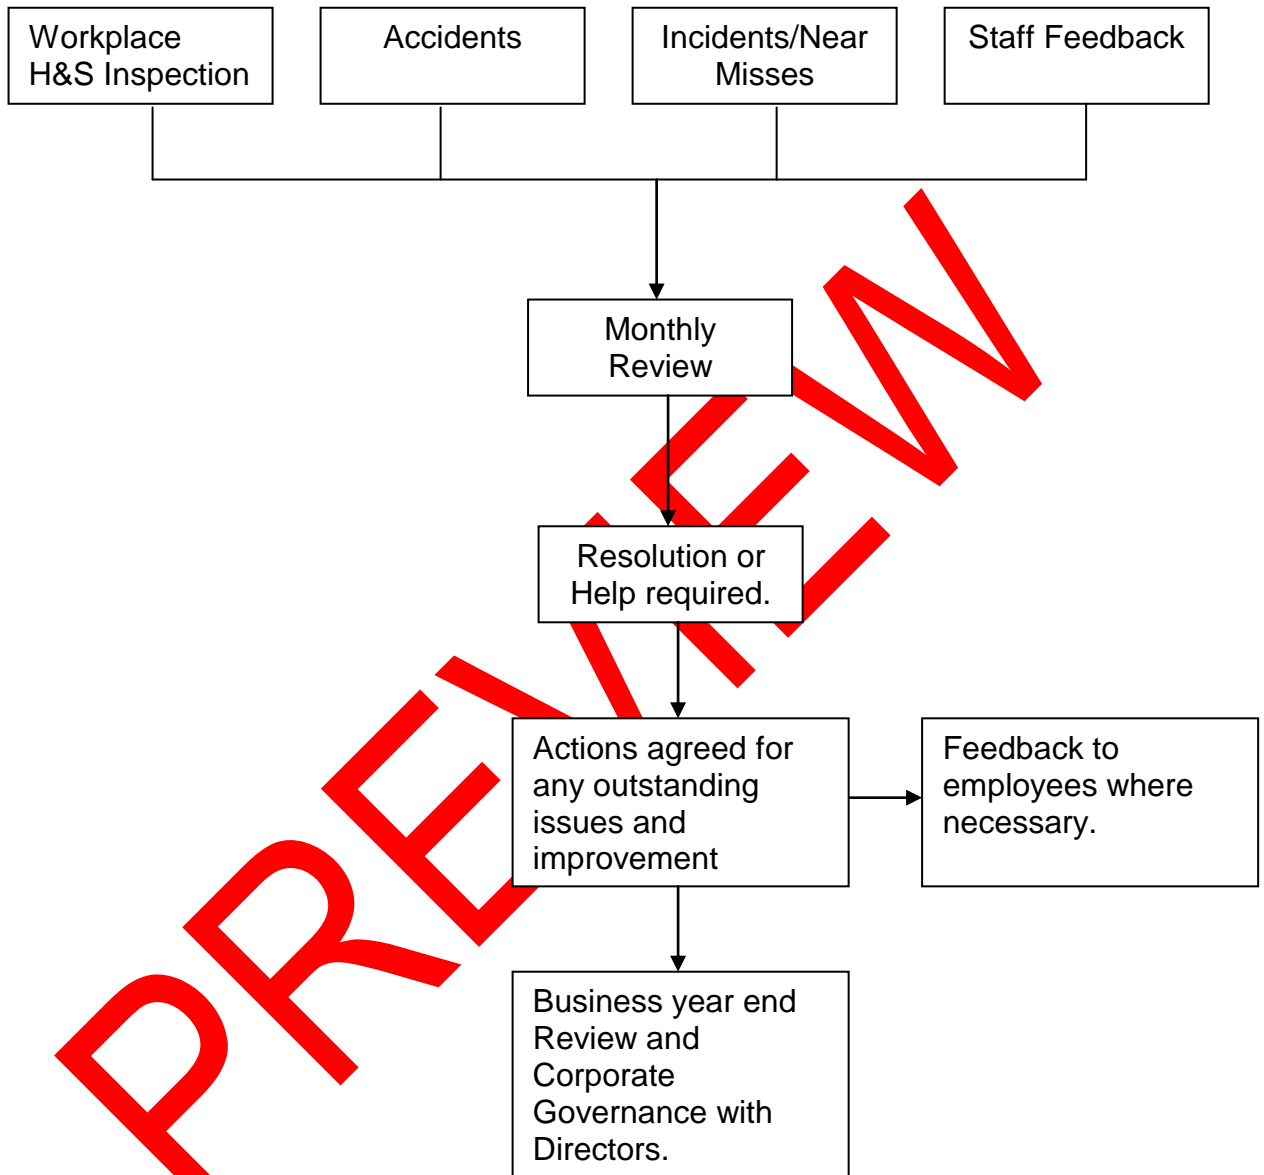 Workplace
H&S Inspection
Accidents
Incidents/Near
Misses
Staff Feedback
Monthly
Review
Resolution or
Help required.
Actions agreed for
any outstanding
issues and
improvement
Feedback to
employees where
necessary.
Business year end
Review and
Corporate
Governance with
Directors.
PREVIEW